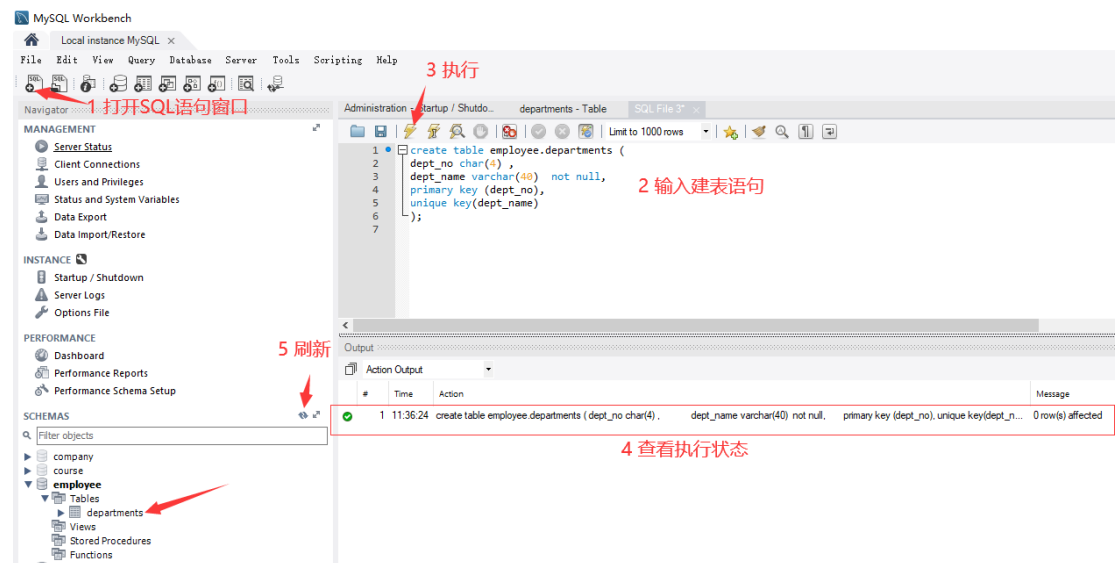 MySQL Workbench
Local instance MySQL ×
File Edit View Query Database Server Tools Scripting Help
3 执行
1 打开SQL语句窗口
Navigator
MANAGEMENT
Server Status
Client Connections
Users and Privileges
Status and System Variables
Data Export
Data Import/Restore
INSTANCE
Startup / Shutdown
Server Logs
Options File
PERFORMANCE
Dashboard
Performance Reports
Performance Schema Setup
5 刷新
SCHEMAS
Filter objects
company
course
employee
Tables
departments
Views
Stored Procedures
Functions
Administration - Startup / Shutdo... departments - Table SQL File 3* ×
Limit to 1000 rows
1 create table employee.departments (
2 dept_no char(4) ,
3 dept_name varchar(40) not null,
4 primary key (dept_no),
5 unique key(dept_name)
6 );
7
2 输入建表语句
Output
Action Output
# Time Action Message
1 11:36:24 create table employee.departments ( dept_no char(4) , dept_name varchar(40) not null, primary key (dept_no), unique key(dept_n... 0 row(s) affected
4 查看执行状态